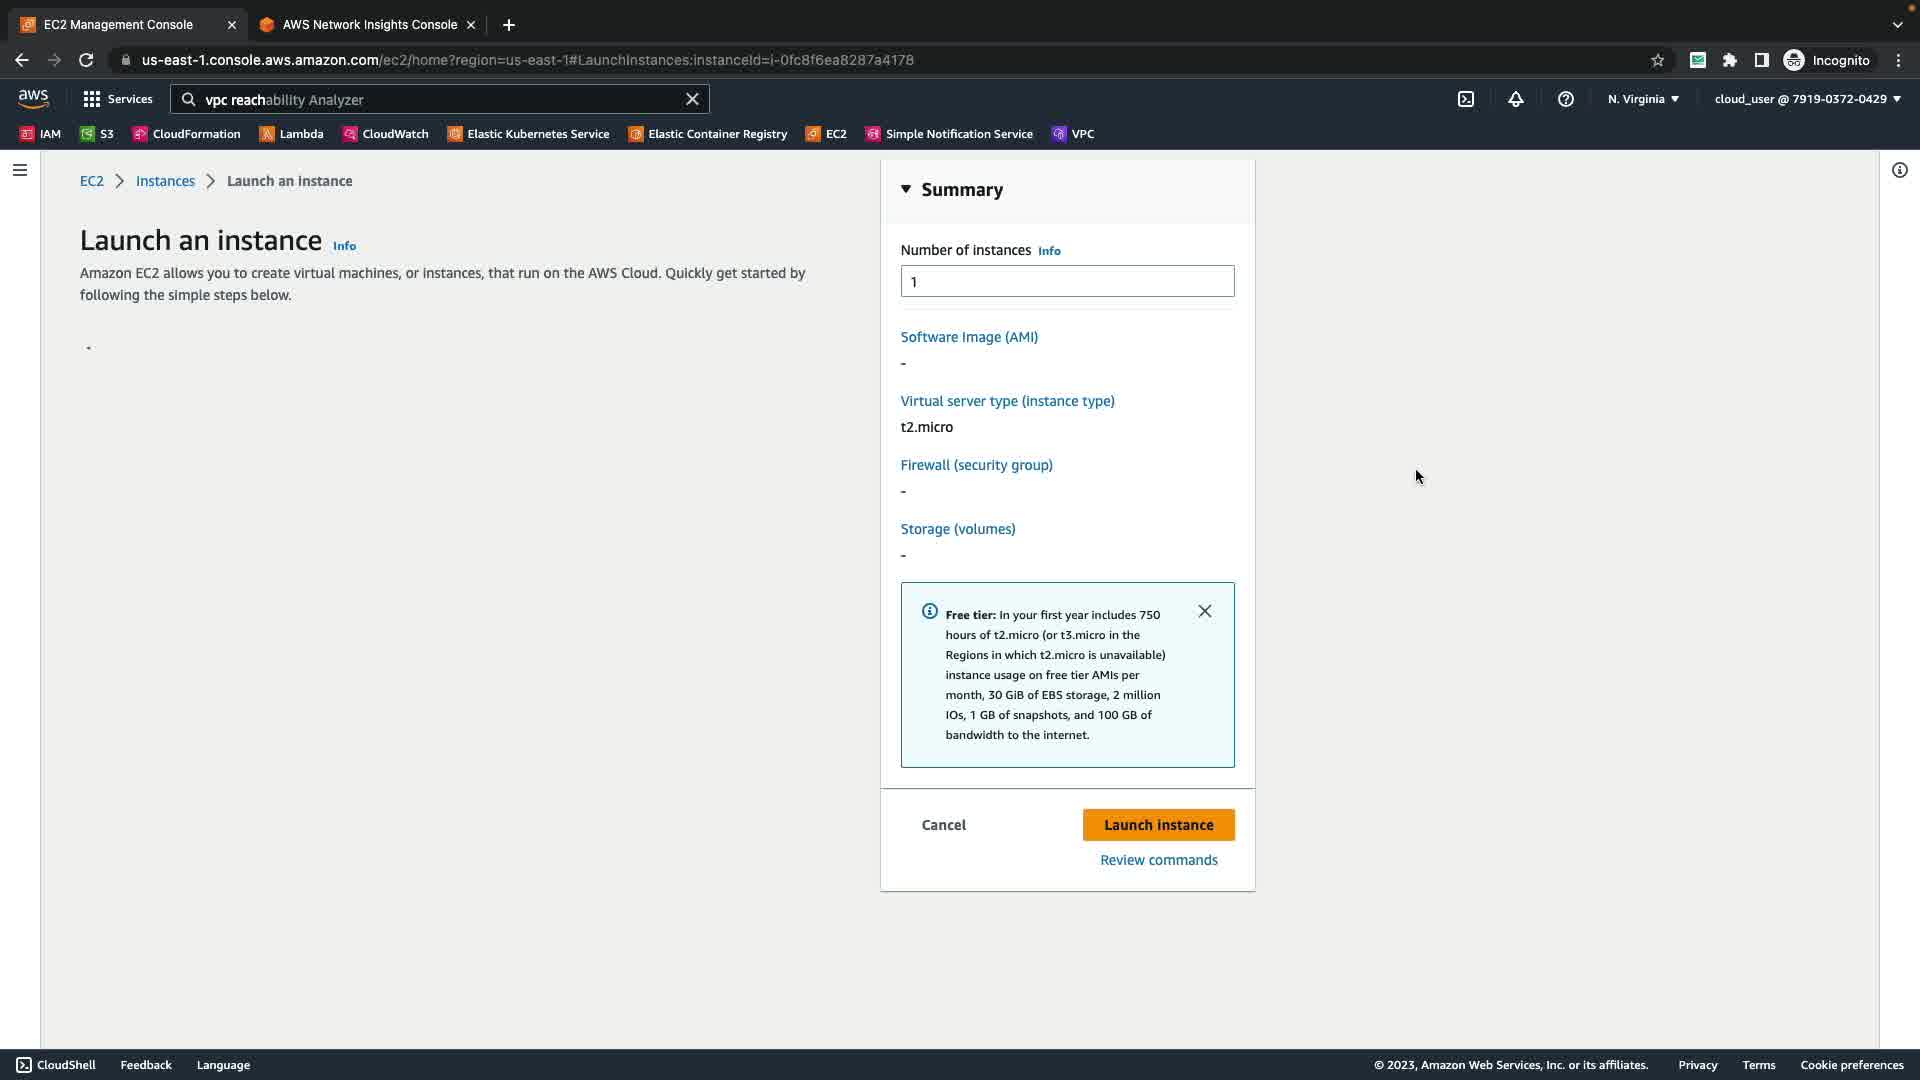 EC2 Management Console
AWS Network Insights Console
us-east-1.console.aws.amazon.com/ec2/home?region=us-east-1#LaunchInstances:instanceId=i-0fc8f6ea8287a4178
Incognito
aws
Services
vpc reachability Analyzer
N. Virginia
cloud_user @ 7919-0372-0429
IAM
S3
CloudFormation
Lambda
CloudWatch
Elastic Kubernetes Service
Elastic Container Registry
EC2
Simple Notification Service
VPC
EC2 > Instances > Launch an instance
Launch an instance Info
Amazon EC2 allows you to create virtual machines, or instances, that run on the AWS Cloud. Quickly get started by
following the simple steps below.
Summary
Number of instances Info
1
Software Image (AMI)
-
Virtual server type (instance type)
t2.micro
Firewall (security group)
-
Storage (volumes)
-
Free tier: In your first year includes 750
hours of t2.micro (or t3.micro in the
Regions in which t2.micro is unavailable)
instance usage on free tier AMIs per
month, 30 GiB of EBS storage, 2 million
IOs, 1 GB of snapshots, and 100 GB of
bandwidth to the internet.
Cancel
Launch instance
Review commands
CloudShell
Feedback
Language
© 2023, Amazon Web Services, Inc. or its affiliates.
Privacy
Terms
Cookie preferences